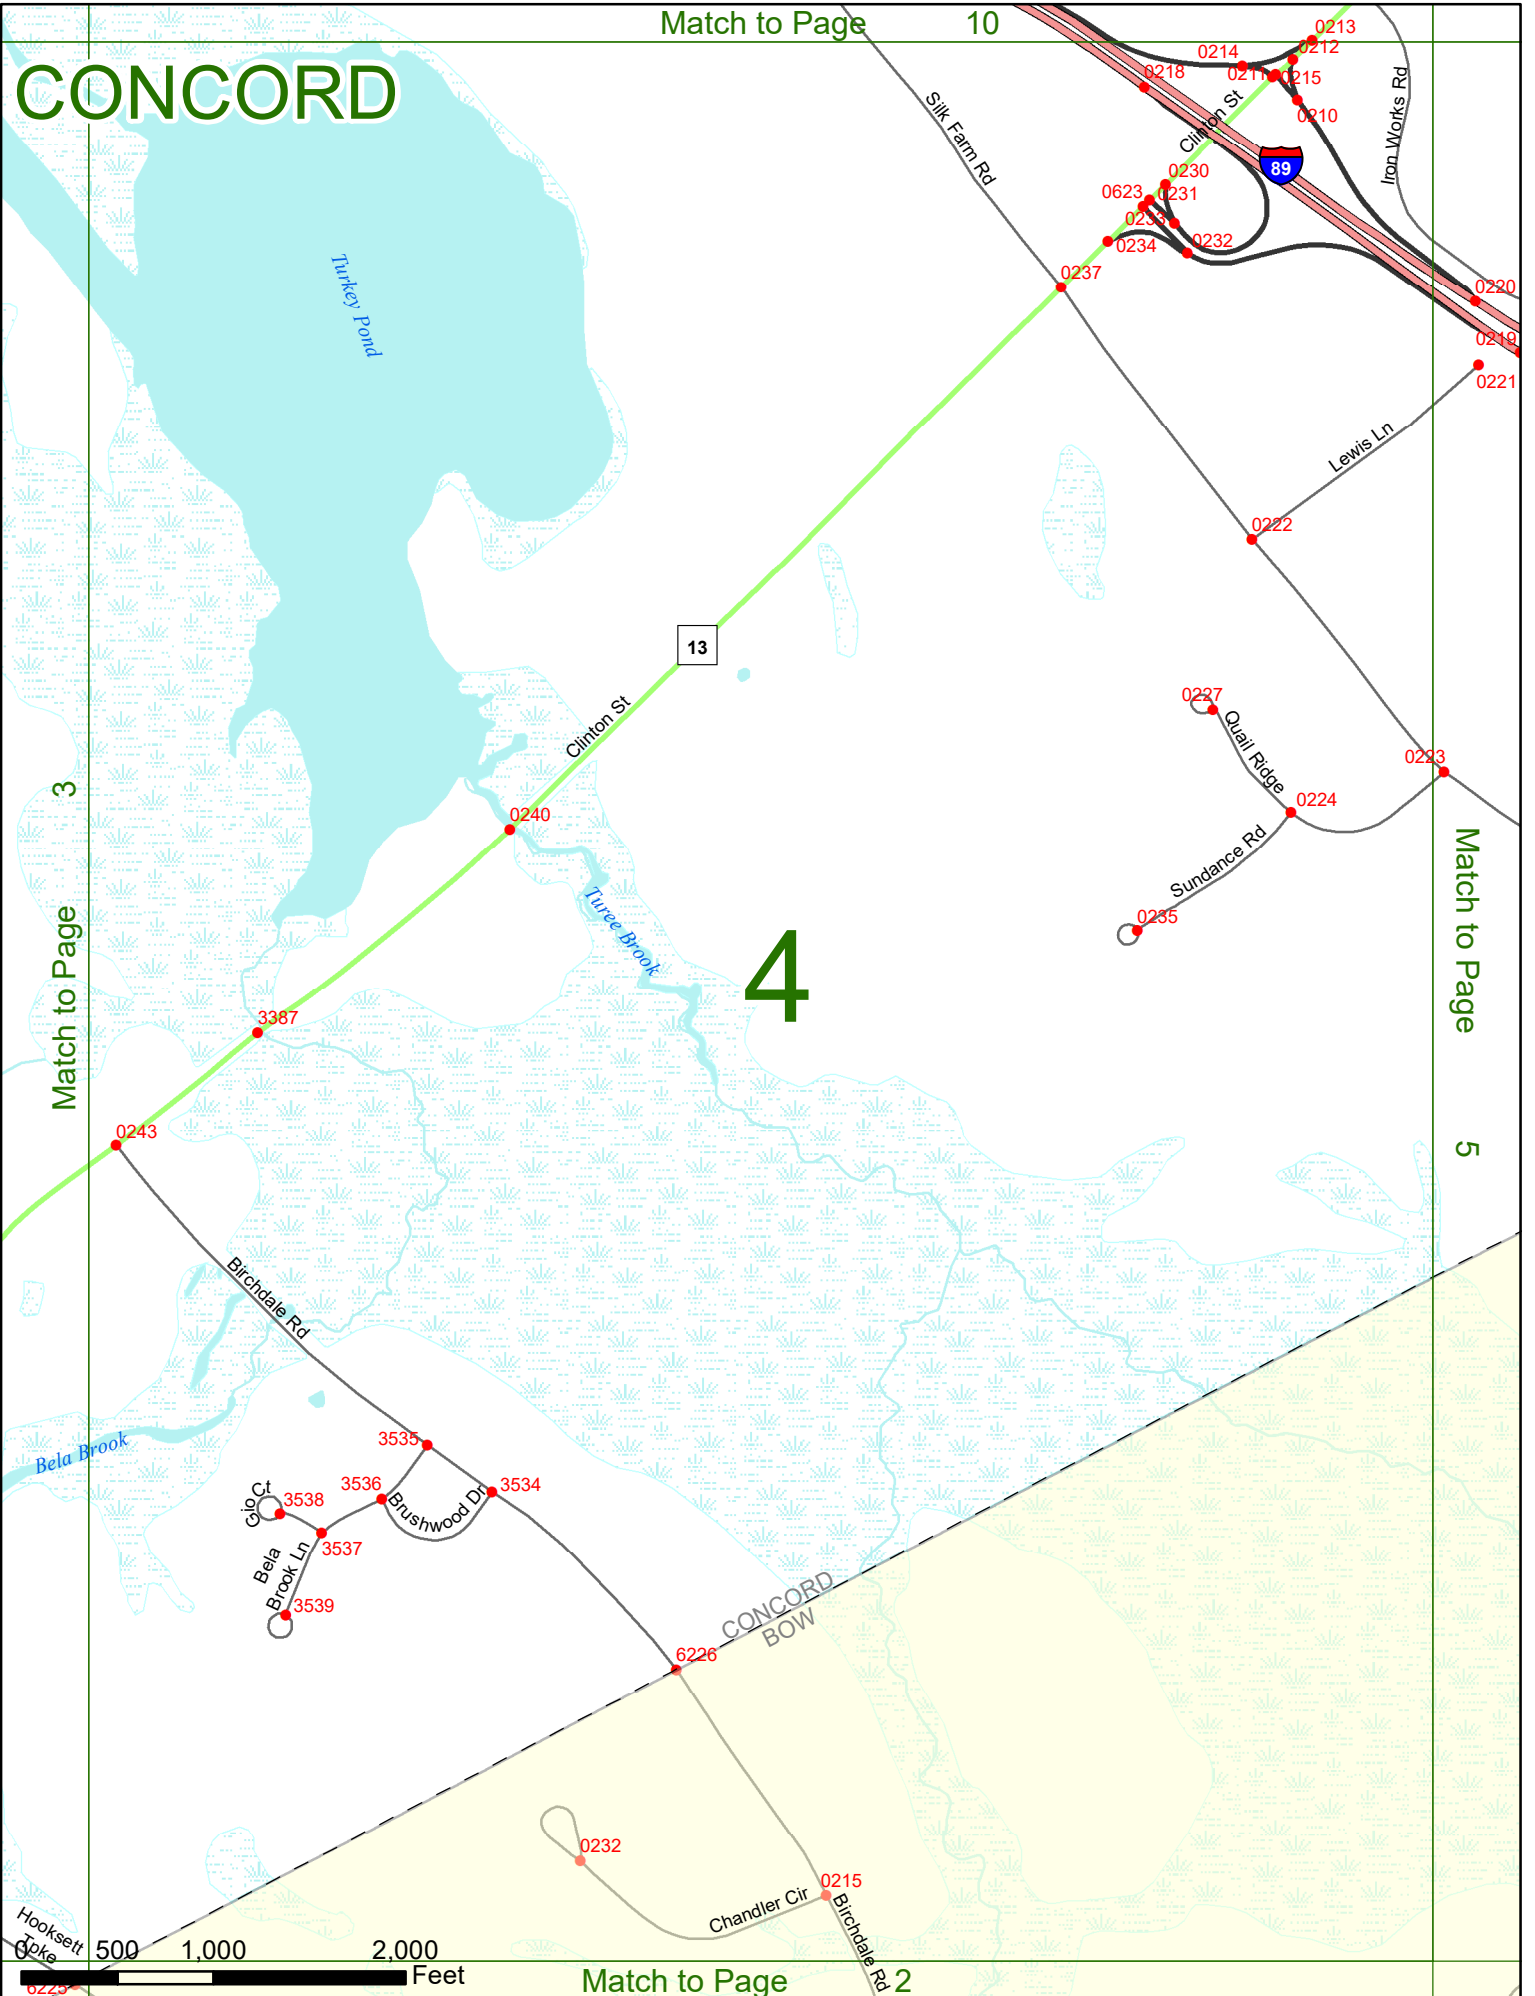 Match to Page 10
CONCORD
0213
0212
0214
0211
0215
0218
0210
Clinton St
Iron Works Rd
Silk Farm Rd
89
0230
0623
0231
0233
0234
0232
0237
0220
0219
0221
Turkey Pond
Lewis Ln
0222
13
Clinton St
0227
Quail Ridge
0223
0224
Match to Page 3
0240
Sundance Rd
Match to Page 5
Turee Brook
0235
4
3387
0243
Birchdale Rd
Bela Brook
3535
3536
3534
Gio Ct
3538
Brushwood Dr
3537
Bela
Brook Ln
3539
CONCORD
BOW
6226
0232
0215
Chandler Cir
Birchdale Rd
Hooksett
Tpke
0 500 1,000 2,000
Feet
6225
Match to Page 2